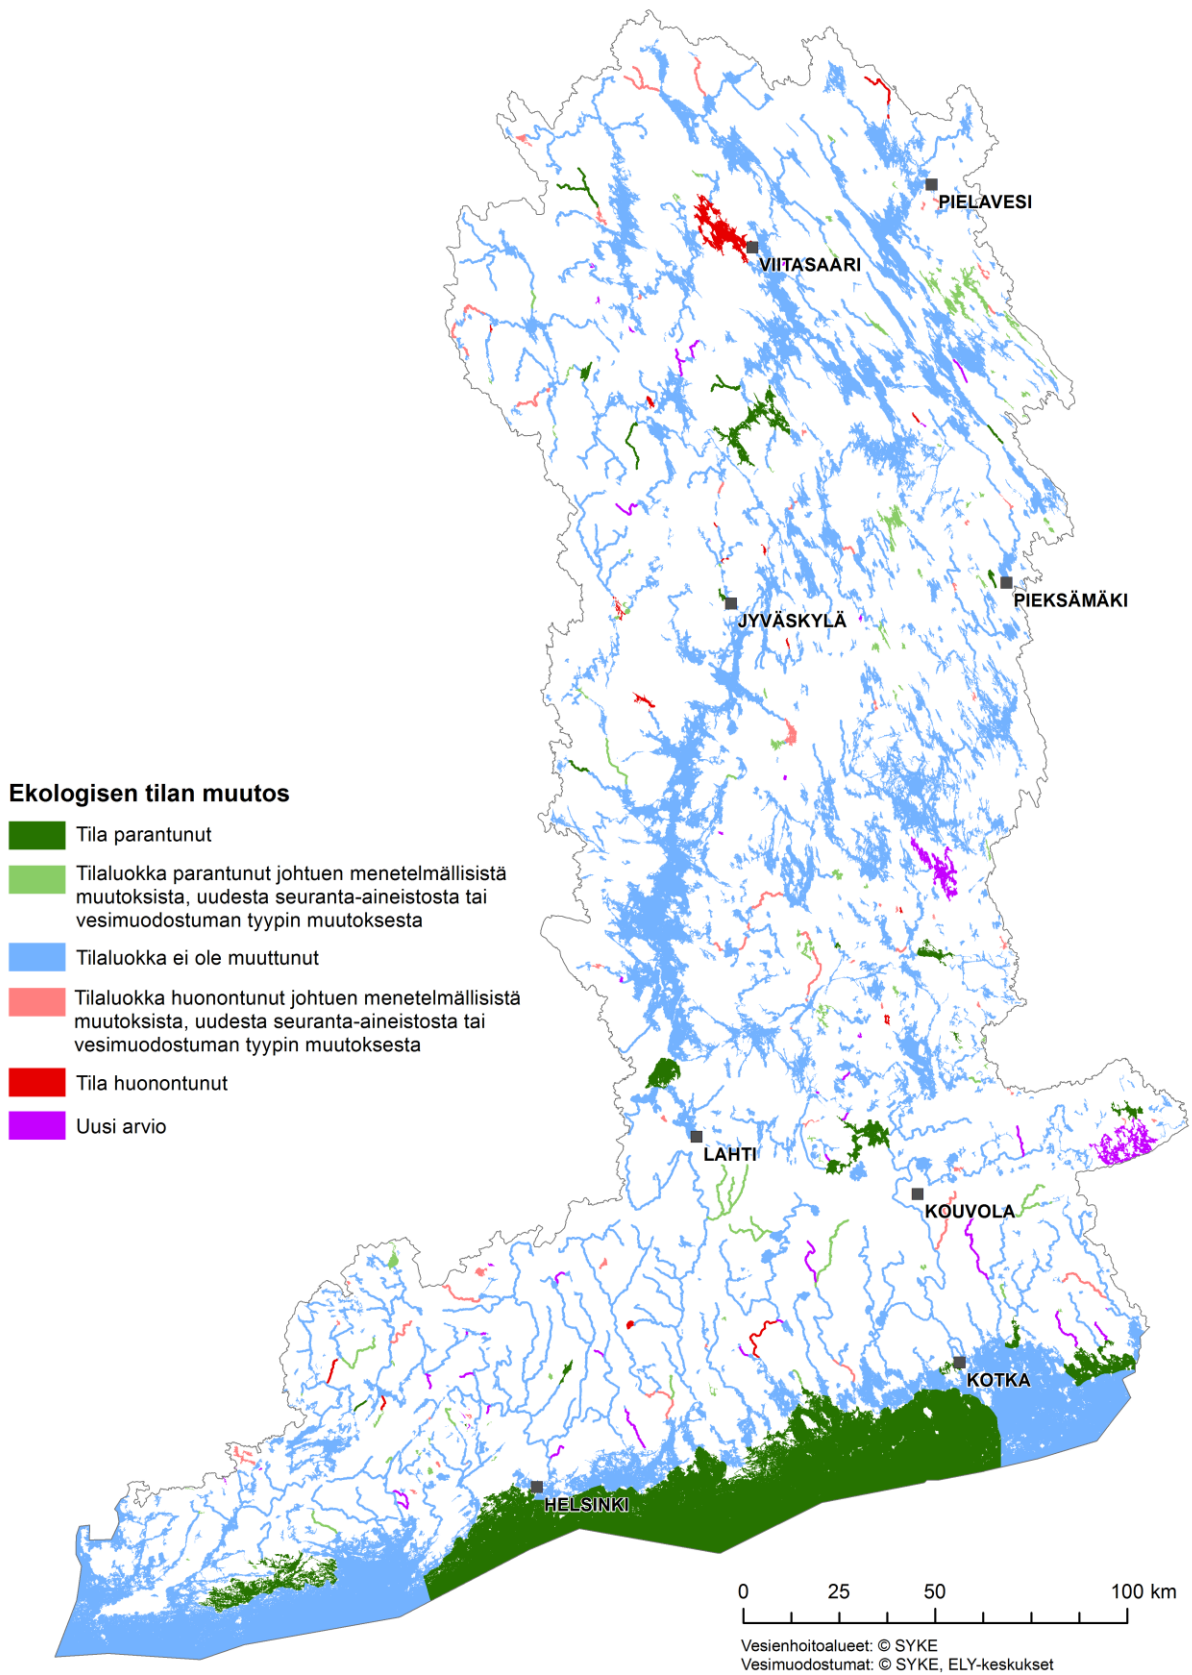 PIELAVESI
VIITASAARI
PIEKSÄMÄKI
JYVÄSKYLÄ
Ekologisen tilan muutos
Tila parantunut
Tilaluokka parantunut johtuen menetelmällisistä
muutoksista, uudesta seuranta-aineistosta tai
vesimuodostuman tyypin muutoksesta
Tilaluokka ei ole muuttunut
Tilaluokka huonontunut johtuen menetelmällisistä
muutoksista, uudesta seuranta-aineistosta tai
vesimuodostuman tyypin muutoksesta
Tila huonontunut
Uusi arvio
LAHTI
KOUVOLA
KOTKA
HELSINKI
0 25 50 100 km
Vesienhoitoalueet: © SYKE
Vesimuodostumat: © SYKE, ELY-keskukset